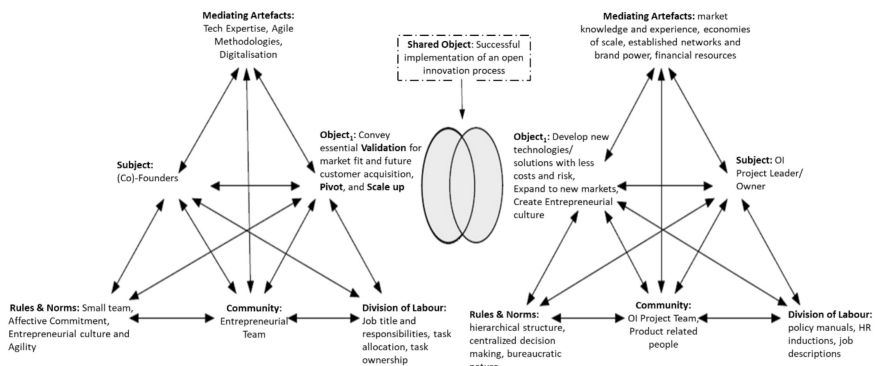 Mediating Artefacts:
Tech Expertise, Agile
Methodologies,
Digitalisation
Shared Object: Successful
implementation of an open
innovation process
Mediating Artefacts: market
knowledge and experience, economies
of scale, established networks and
brand power, financial resources
Subject:
(Co)-Founders
Object₁: Convey
essential Validation for
market fit and future
customer acquisition,
Pivot, and Scale up
Object₁: Develop new
technologies/
solutions with less
costs and risk,
Expand to new markets,
Create Entrepreneurial
culture
Subject: OI
Project Leader/
Owner
Rules & Norms: Small team,
Affective Commitment,
Entrepreneurial culture and
Agility
Community:
Entrepreneurial
Team
Division of Labour:
Job title and
responsibilities, task
allocation, task
ownership
Rules & Norms:
hierarchical structure,
centralized decision
making, bureaucratic
Community:
OI Project Team,
Product related
people
Division of Labour:
policy manuals, HR
inductions, job
descriptions